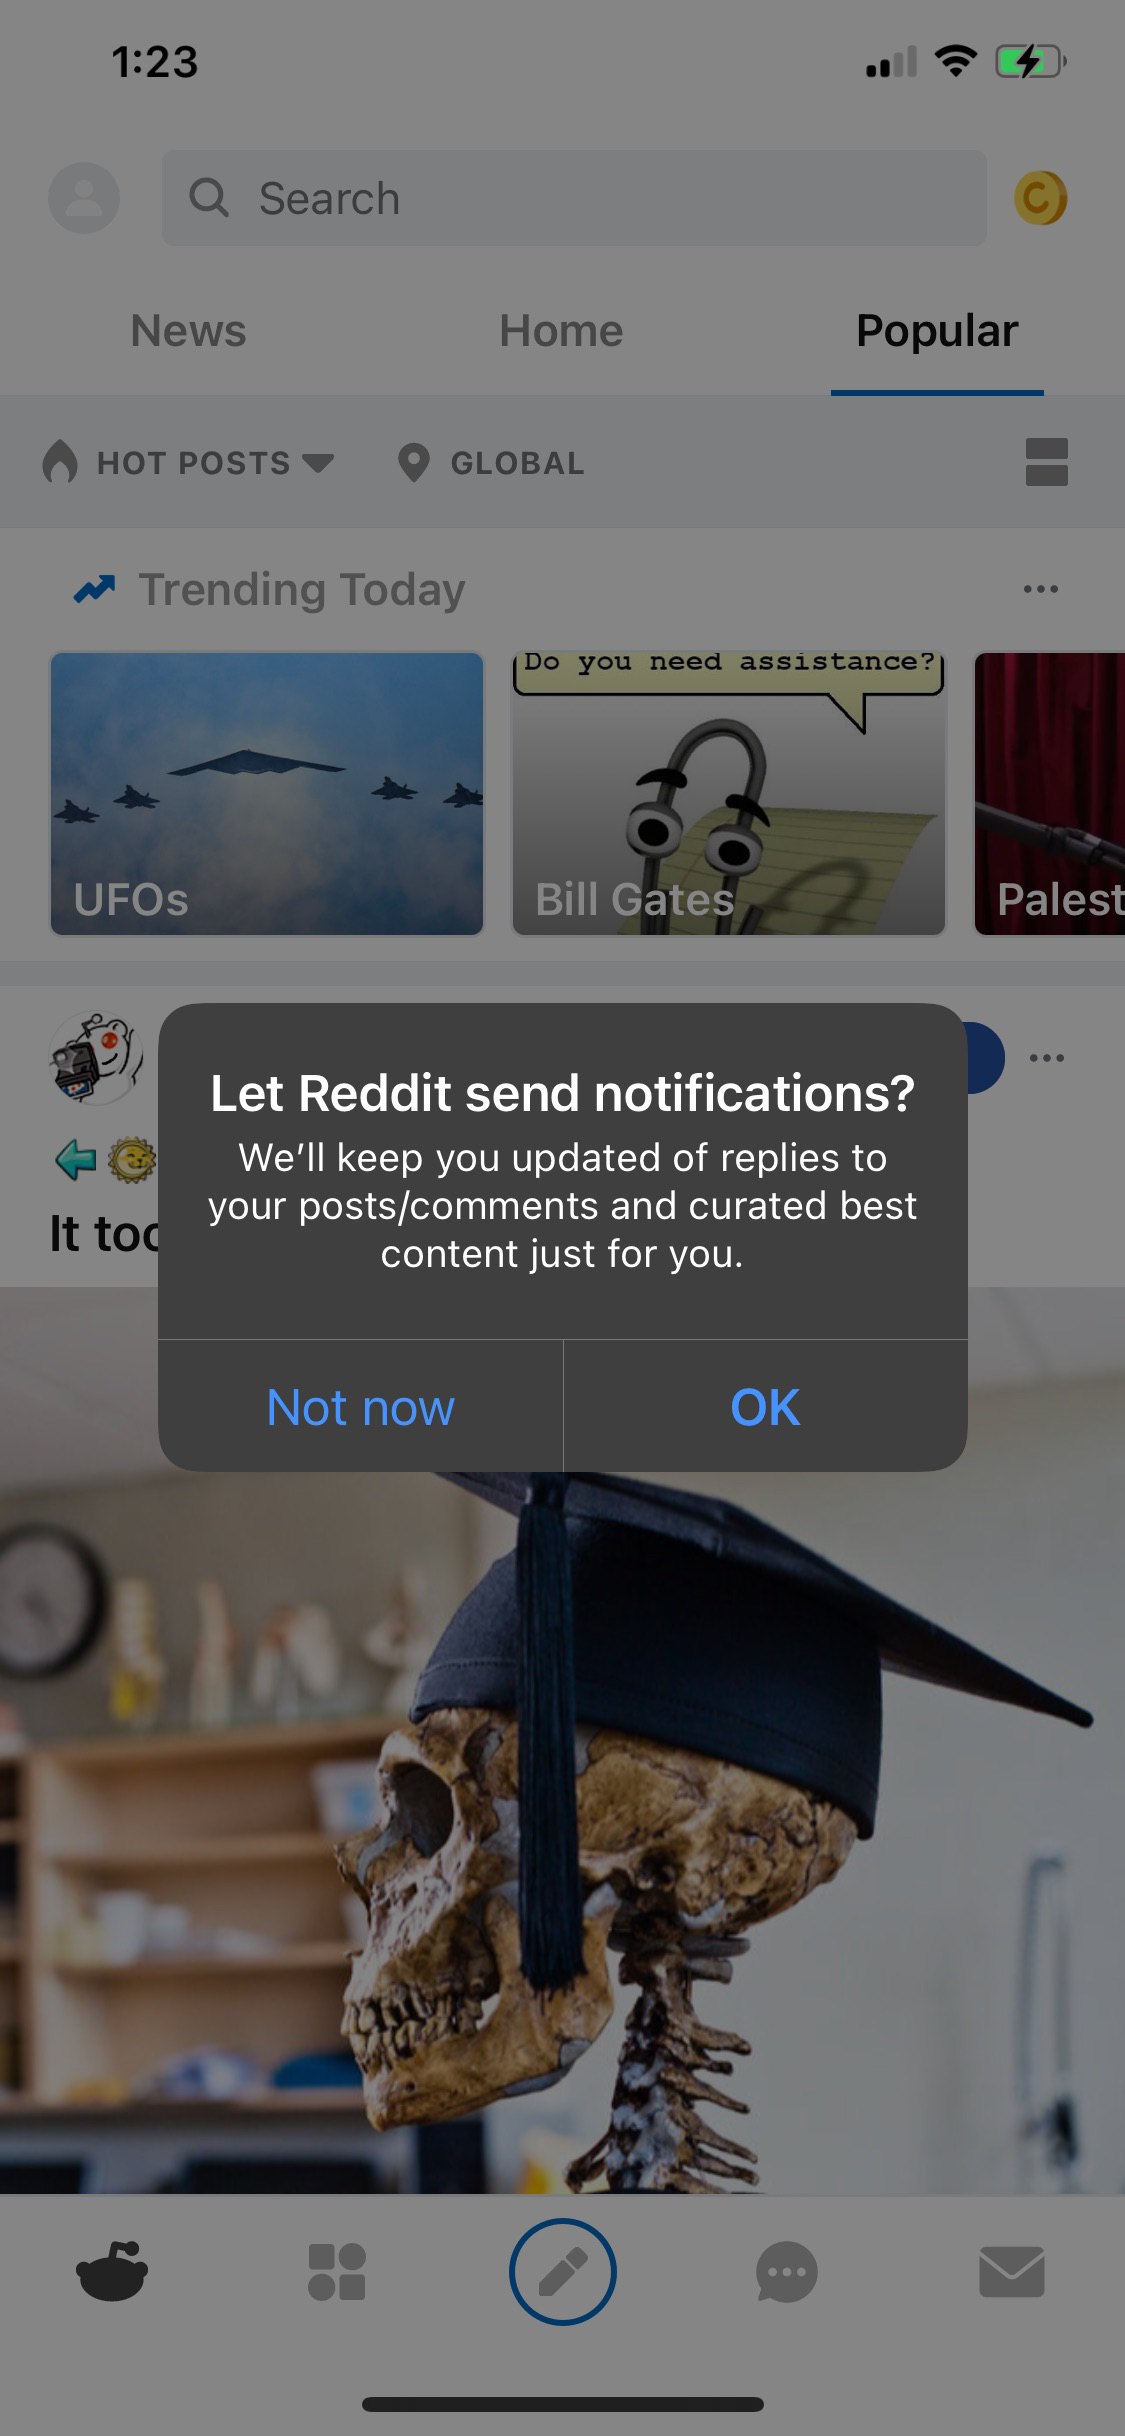 1:23
Search
News
Home
Popular
HOT POSTS
GLOBAL
Trending Today
Do you need assistance?
UFOs
Bill Gates
Let Reddit send notifications?
We’ll keep you updated of replies to
your posts/comments and curated best
content just for you.
It
Not now
OK